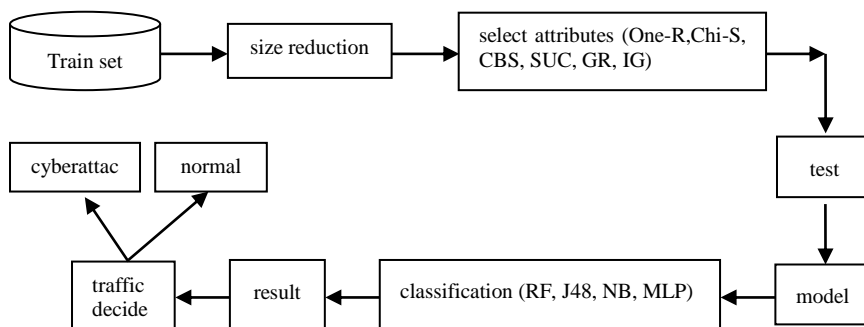 Train set
size reduction
select attributes (One-R,Chi-S,
CBS, SUC, GR, IG)
cyberattac
normal
test
traffic
decide
result
classification (RF, J48, NB, MLP)
model